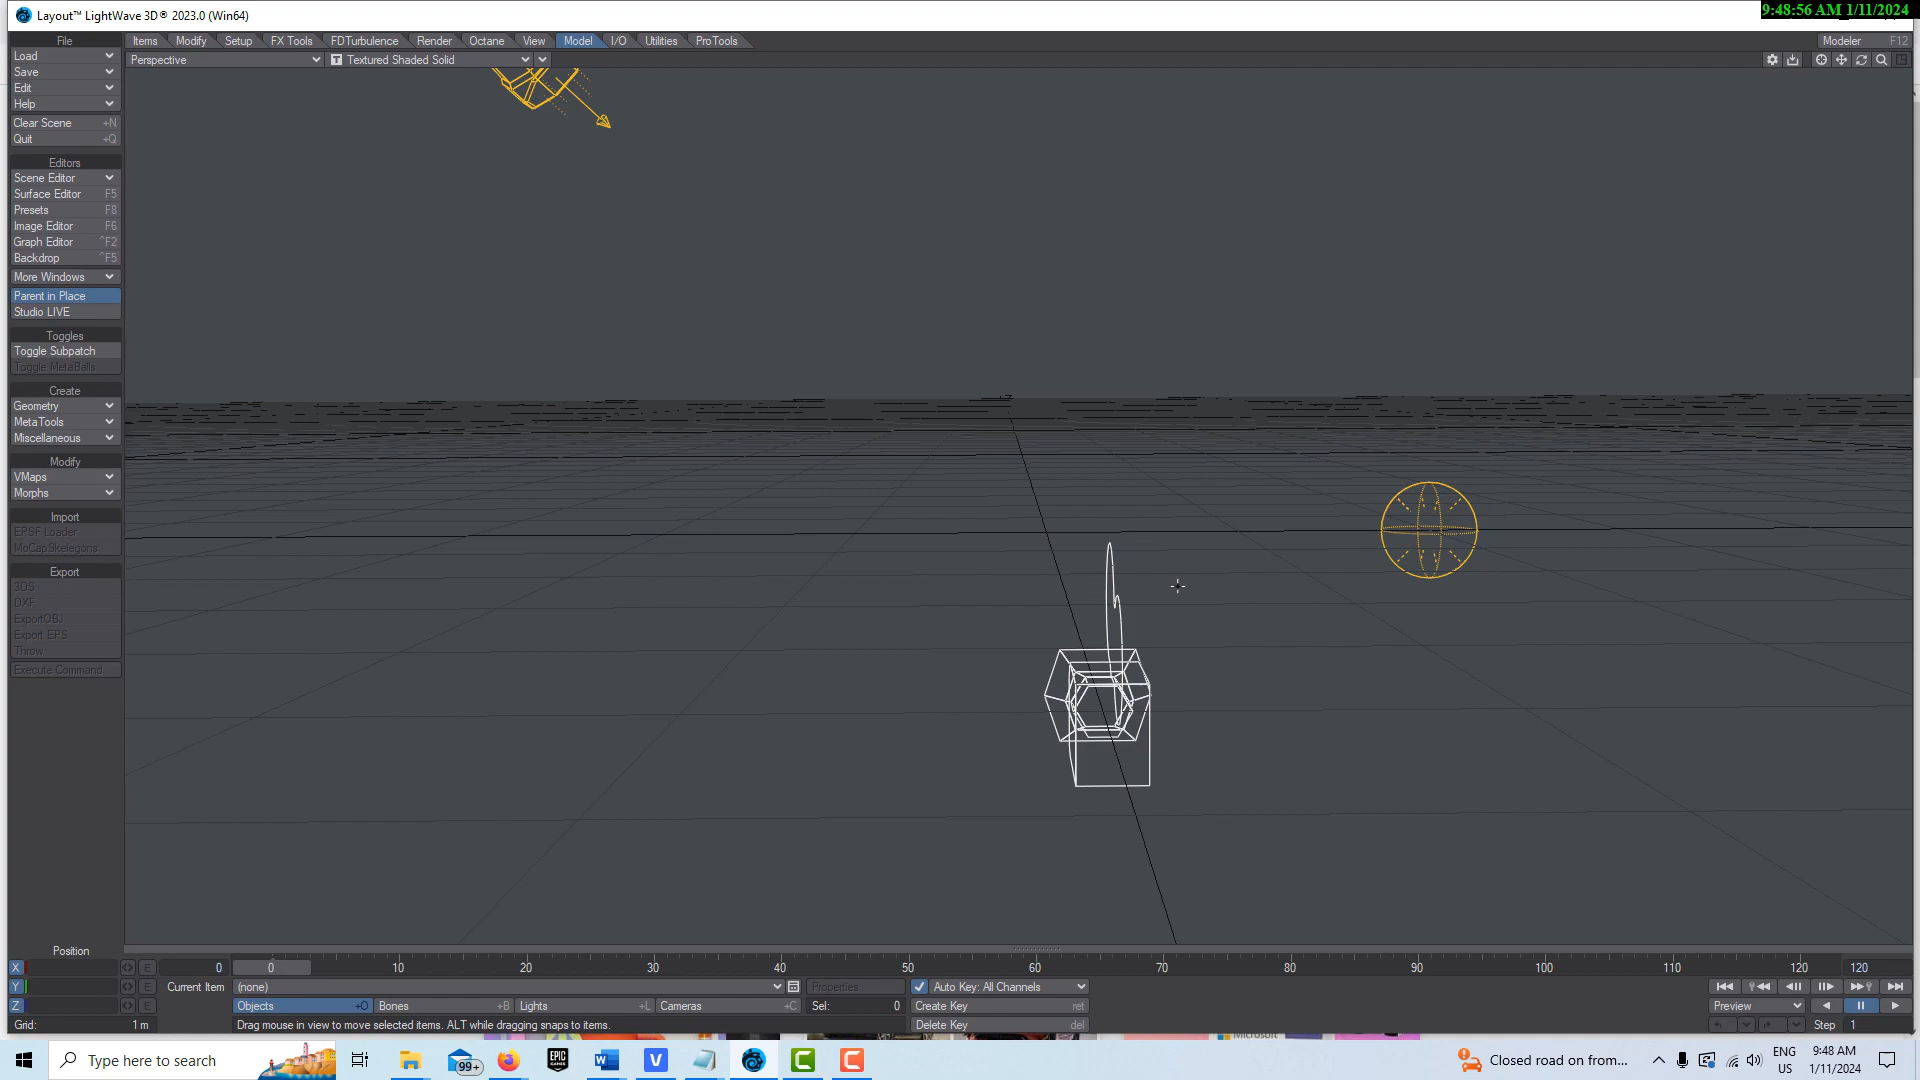 Layout™ LightWave 3D® 2023.0 (Win64)
9:48:56 AM 1/11/2024
File
Items
Modify
Setup
FX Tools
FDTurbulence
Render
Octane
View
Model
I/O
Utilities
ProTools
Modeler F12
Load
Perspective
T Textured Shaded Solid
Save
Edit
Help
Clear Scene +N
Quit +Q
Editors
Scene Editor
Surface Editor F5
Presets F8
Image Editor F6
Graph Editor ^F2
Backdrop ^F5
More Windows
Parent in Place
Studio LIVE
Toggles
Toggle Subpatch
Toggle MetaBalls
Create
Geometry
MetaTools
Miscellaneous
Modify
VMaps
Morphs
Import
EPSF Loader
MoCapSkelegons
Export
3DS
DXF
ExportOBJ
Export EPS
Throw
Execute Command
Position
X E 0 0 10 20 30 40 50 60 70 80 90 100 110 120 120
Y E Current Item (none) Properties Auto Key: All Channels
Z E Objects +O Bones +B Lights +L Cameras +C Sel: 0 Create Key ret Preview
Grid: 1 m Drag mouse in view to move selected items. ALT while dragging snaps to items. Delete Key del Step 1
Microsoft
Type here to search
99+
EPIC GAMES
W
V
C
C
Closed road on from...
ENG
US
9:48 AM
1/11/2024